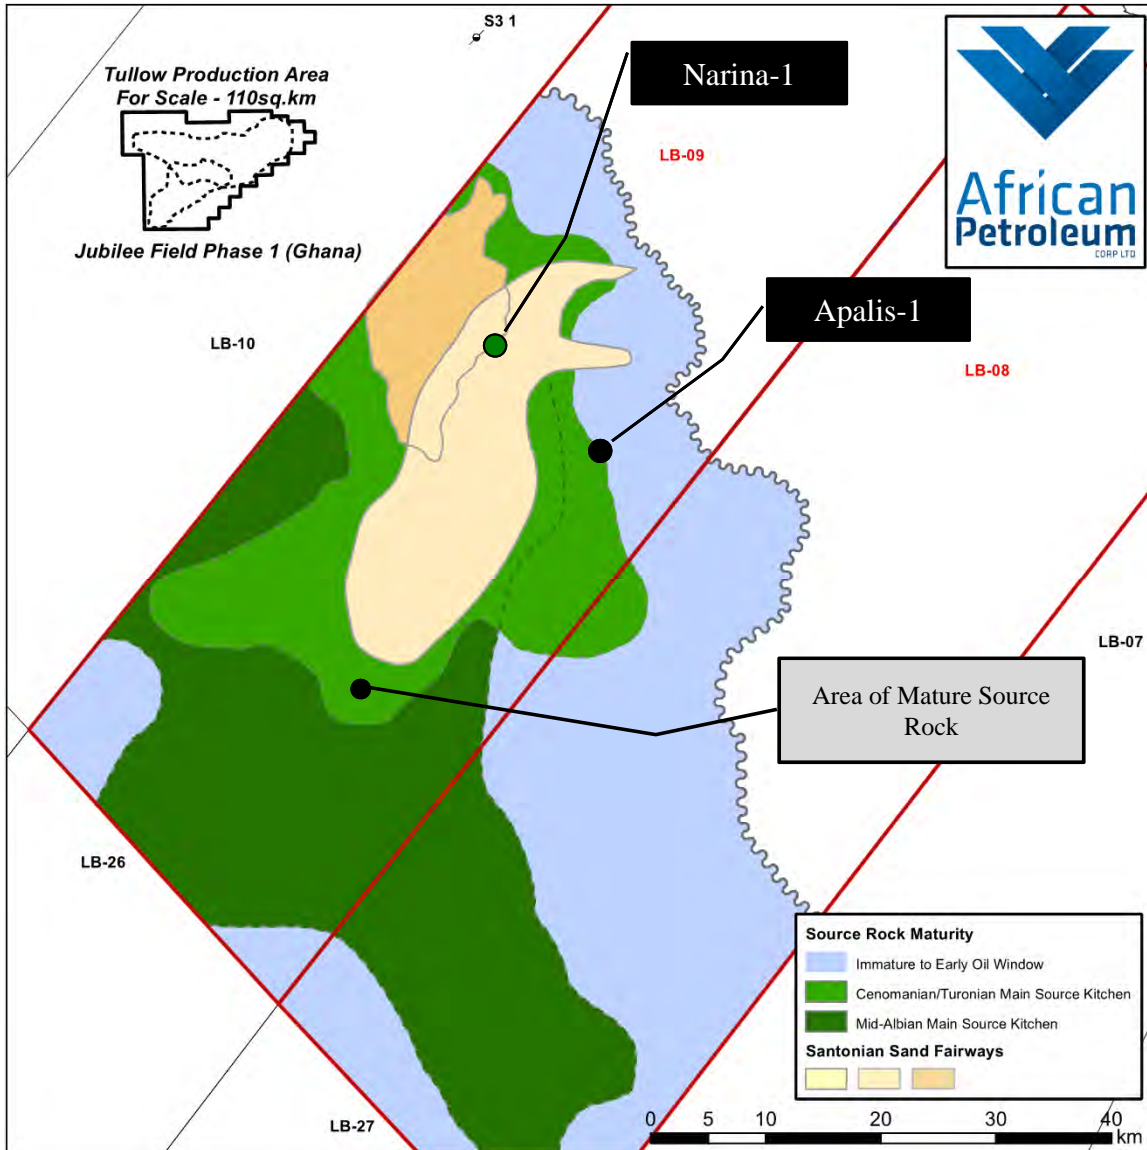 S3 1
Tullow Production Area
For Scale - 110sq.km
Jubilee Field Phase 1 (Ghana)
Narina-1
LB-09
African
Petroleum
CORP LTD
Apalis-1
LB-10
LB-08
LB-07
Area of Mature Source
Rock
LB-26
LB-27
Source Rock Maturity
Immature to Early Oil Window
Cenomanian/Turonian Main Source Kitchen
Mid-Albian Main Source Kitchen
Santonian Sand Fairways
0 5 10 20 30 40
km